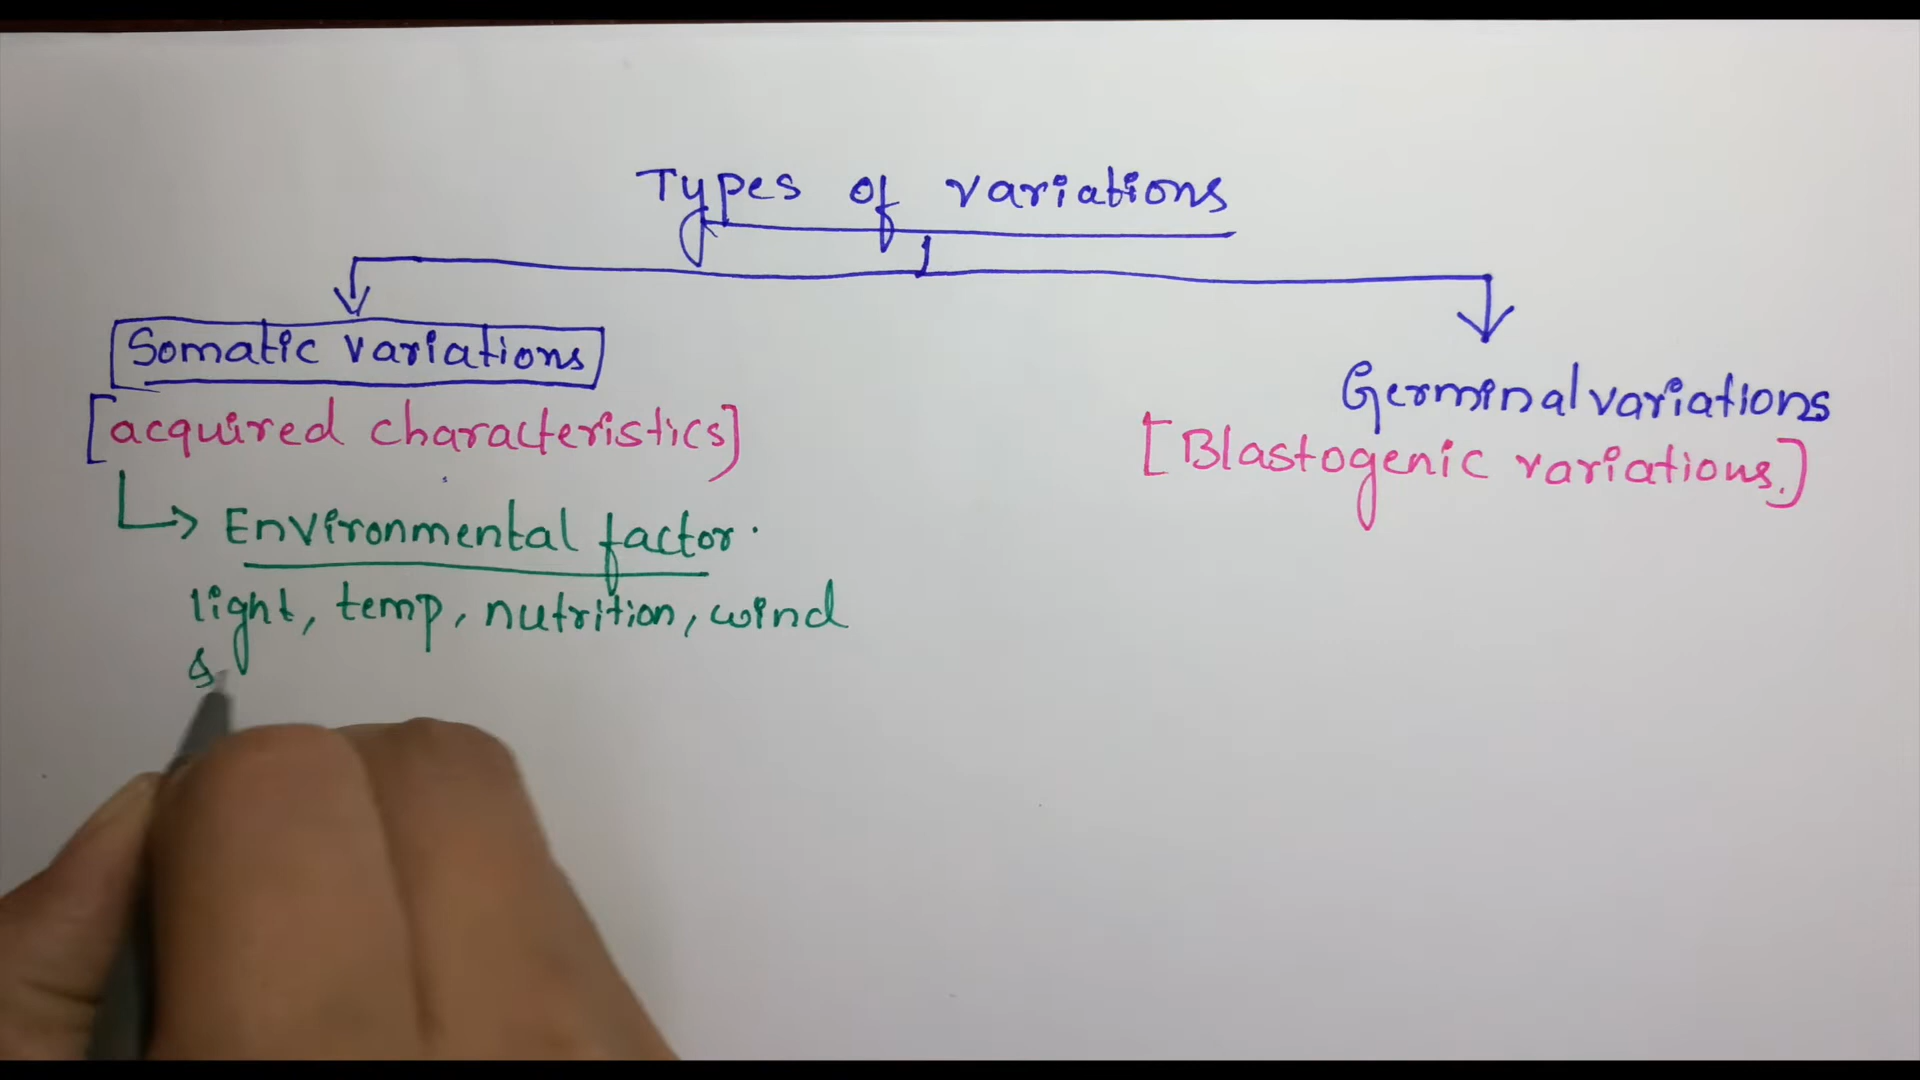 Types of variations
Somatic variations
[acquired characteristics]
Environmental factor.
light, temp, nutrition, wind
&
Germinal variations
[Blastogenic variations.]